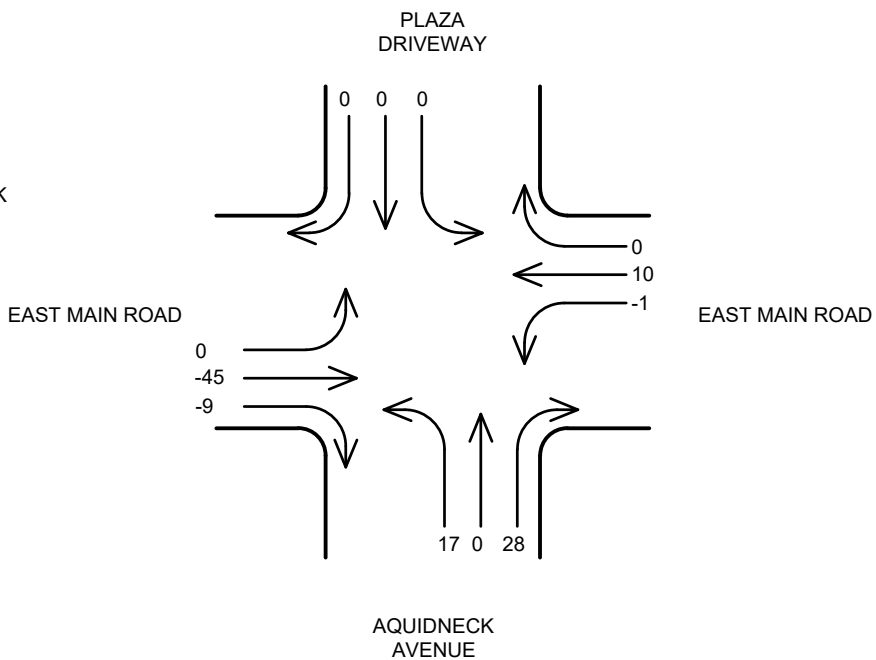 PLAZA
DRIVEWAY
0 0 0
K
0
10
-1
EAST MAIN ROAD
EAST MAIN ROAD
0
-45
-9
17 0 28
AQUIDNECK
AVENUE